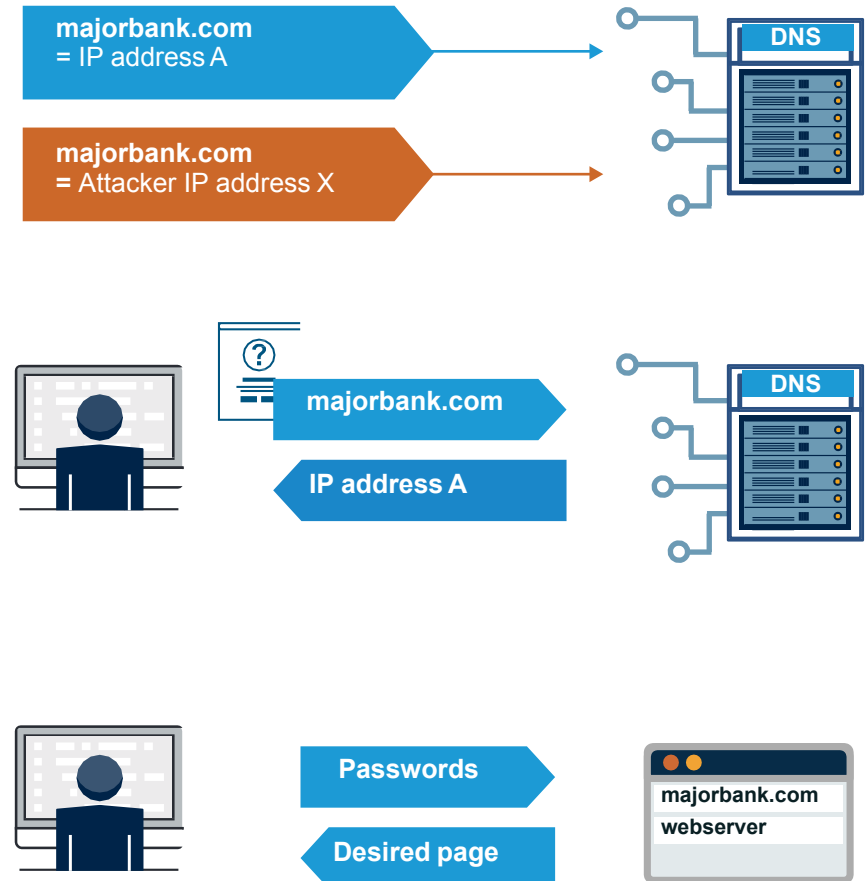 majorbank.com
= IP address A
DNS
majorbank.com
= Attacker IP address X
?
majorbank.com
DNS
IP address A
Passwords
majorbank.com
webserver
Desired page